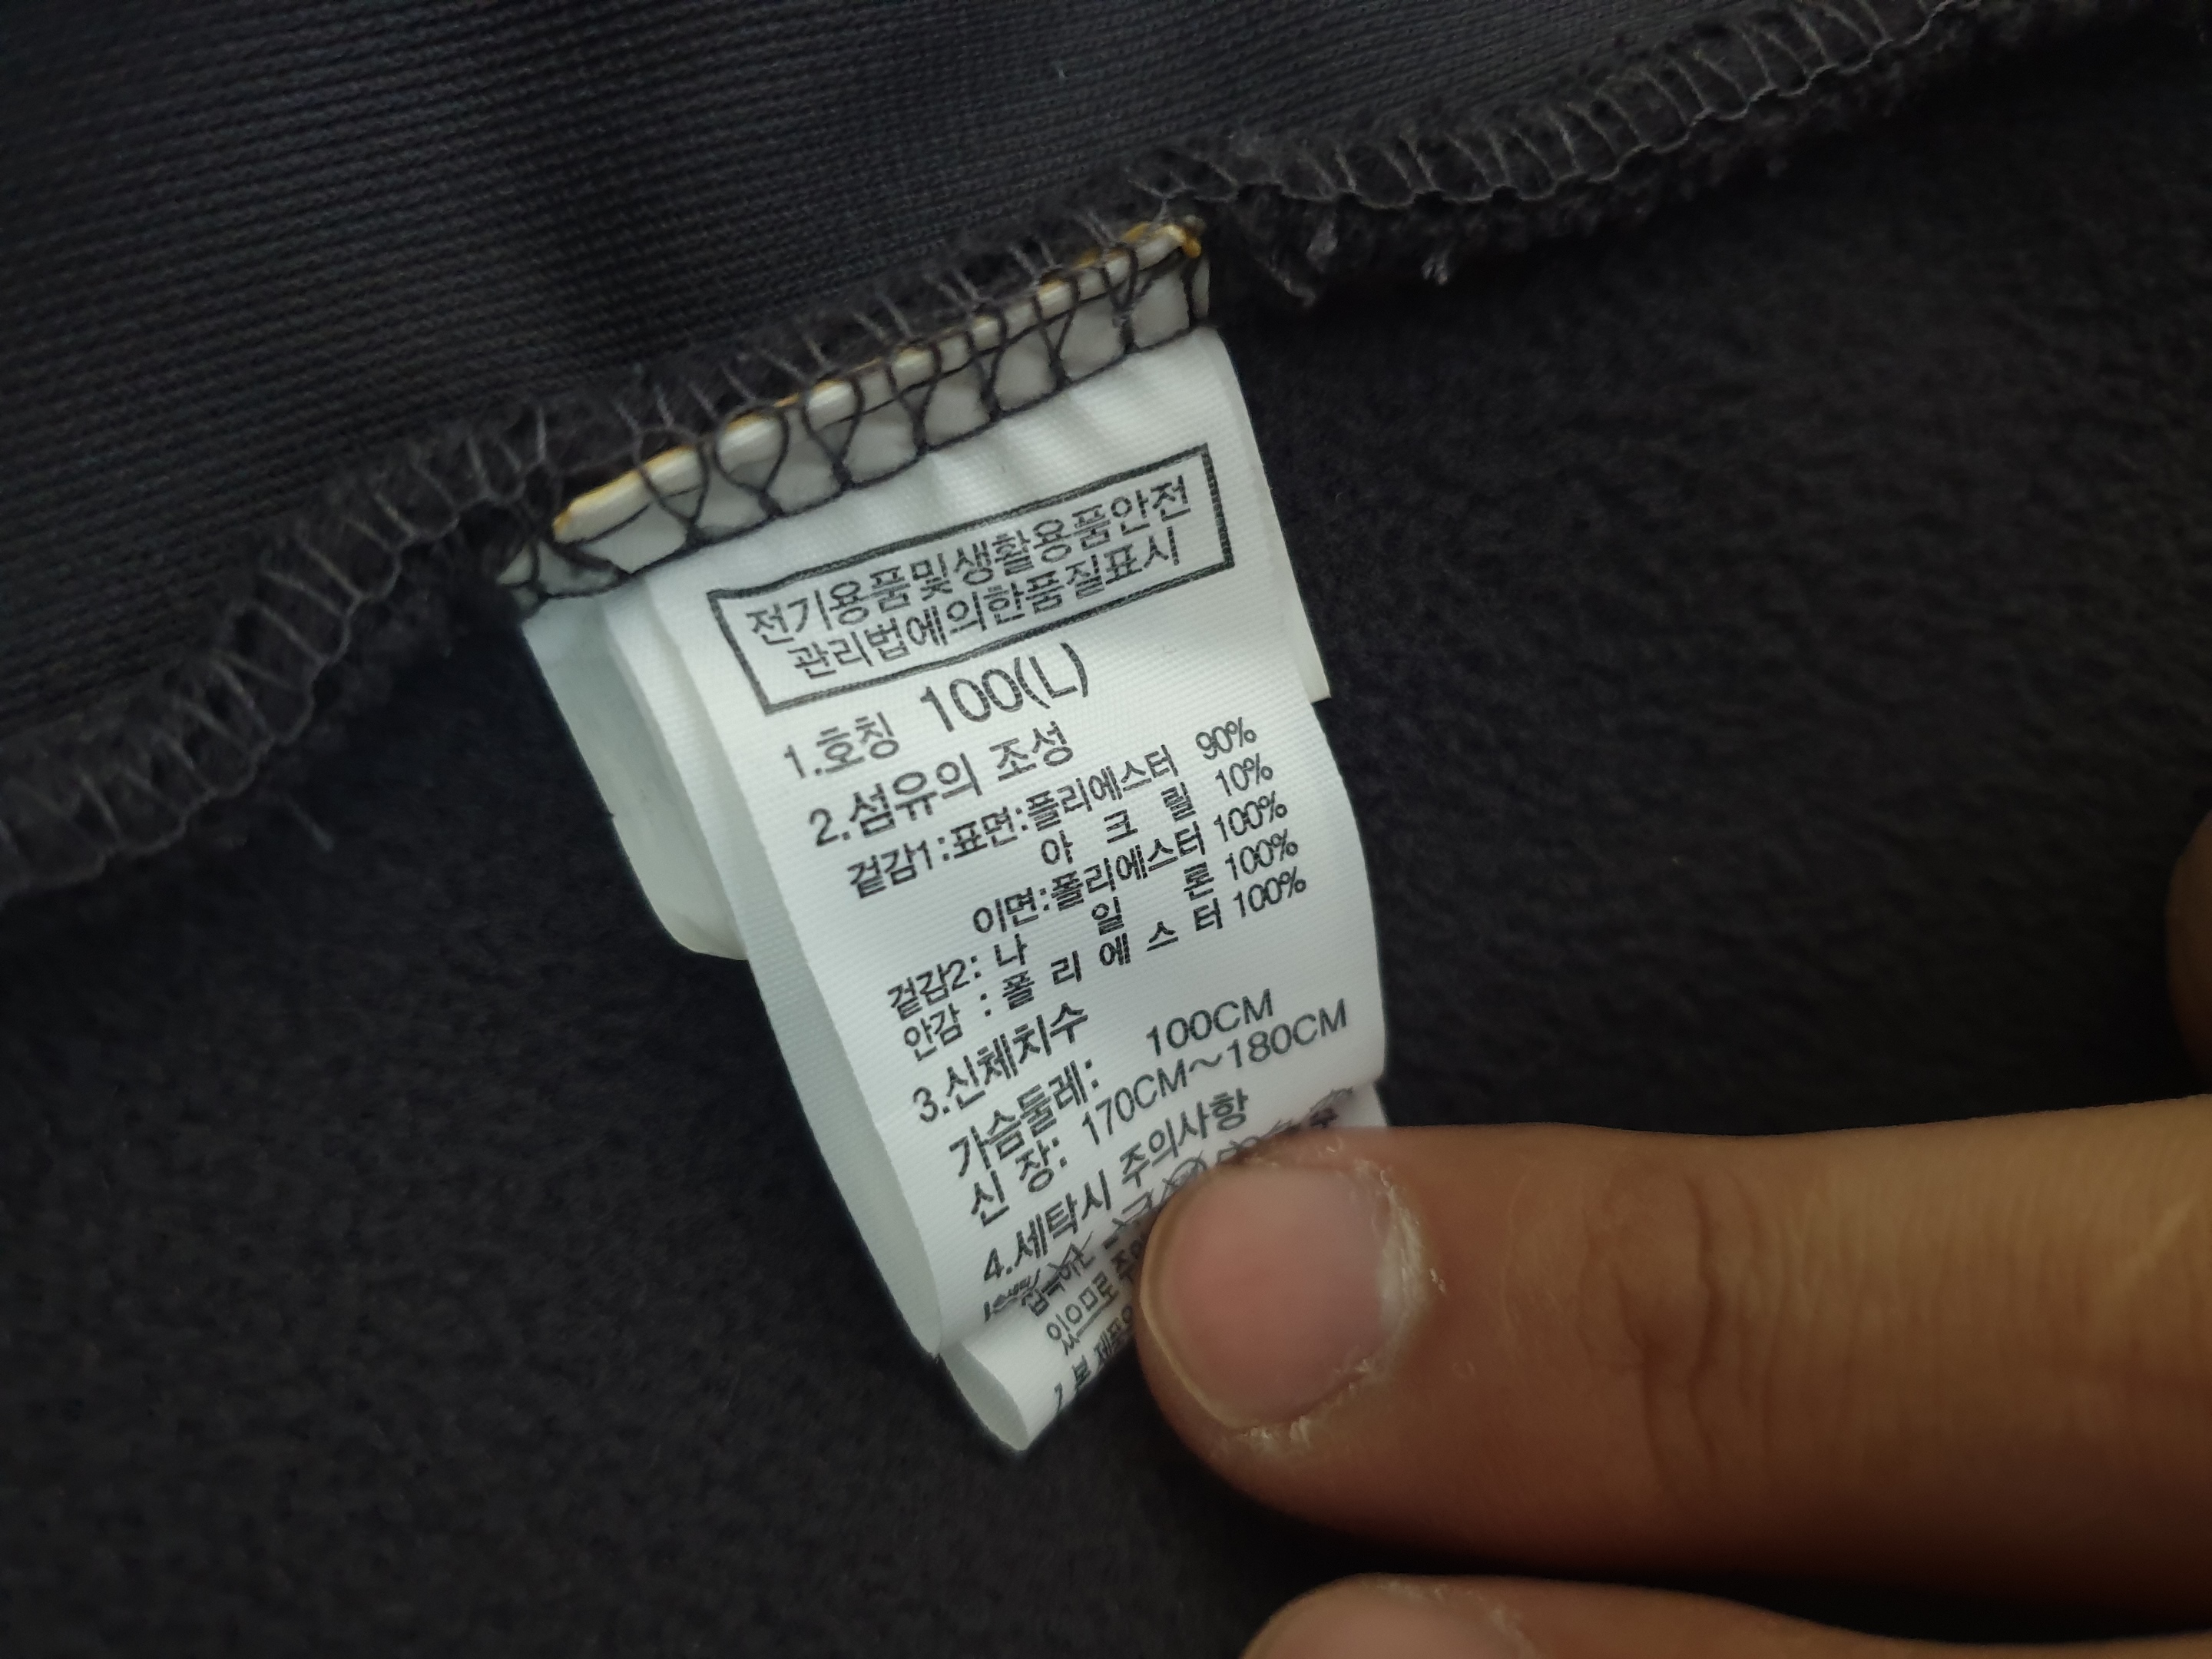 전기용품및생활용품안전
관리법에의한품질표시
1.호칭 100(L)
2.섬유의 조성
겉감1:표면:플리에스터 90%
아 크 릴 10%
이면:폴리에스터 100%
겉감2: 나 일 론 100%
안감 : 폴 리 에 스 터 100%
3.신체치수
가슴둘레: 100CM
신 장: 170CM~180CM
4.세탁시 주의사항
있으므로